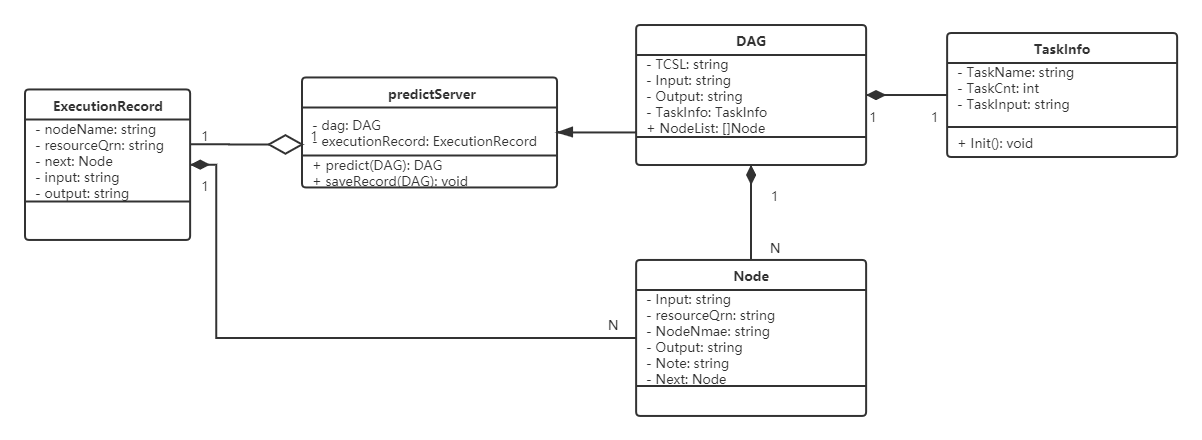 ExecutionRecord
- nodeName: string
- resourceQrn: string
- next: Node
- input: string
- output: string
1
1
1
predictServer
- dag: DAG
- executionRecord: ExecutionRecord
+ predict(DAG): DAG
+ saveRecord(DAG): void
DAG
- TCSL: string
- Input: string
- Output: string
- TaskInfo: TaskInfo
+ NodeList: []Node
1
1
TaskInfo
- TaskName: string
- TaskCnt: int
- TaskInput: string
+ Init(): void
1
N
N
Node
- Input: string
- resourceQrn: string
- NodeNmae: string
- Output: string
- Note: string
- Next: Node